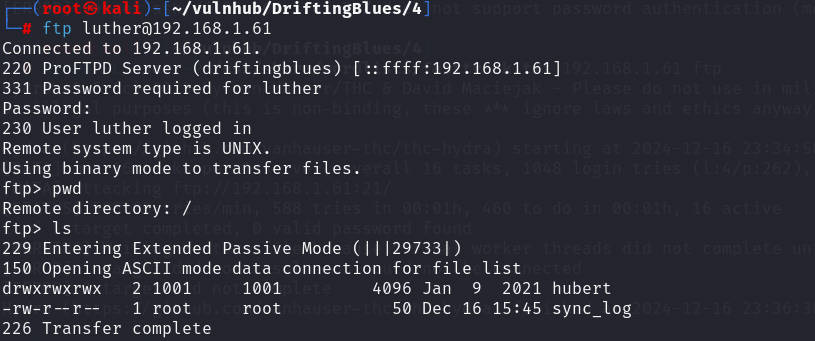 ┌──(root㉿kali)-[~/vulnhub/DriftingBlues/4]
└─# ftp luther@192.168.1.61
Connected to 192.168.1.61.
220 ProFTPD Server (driftingblues) [::ffff:192.168.1.61]
331 Password required for luther
Password:
230 User luther logged in
Remote system type is UNIX.
Using binary mode to transfer files.
ftp> pwd
Remote directory: /
ftp> ls
229 Entering Extended Passive Mode (|||29733|)
150 Opening ASCII mode data connection for file list
drwxrwxrwx   2 1001     1001         4096 Jan  9  2021 hubert
-rw-r--r--   1 root     root           50 Dec 16 15:45 sync_log
226 Transfer complete